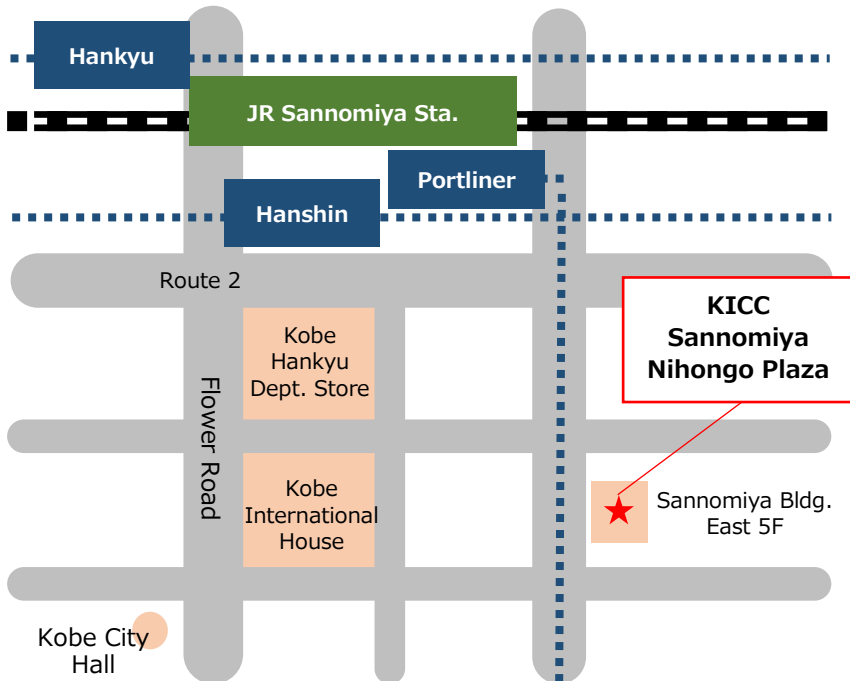 Hankyu
JR Sannomiya Sta.
Portliner
Hanshin
Route 2
KICC
Sannomiya
Nihongo Plaza
Kobe
Hankyu
Dept. Store
Flower Road
Kobe
International
House
Sannomiya Bldg.
East 5F
Kobe City
Hall